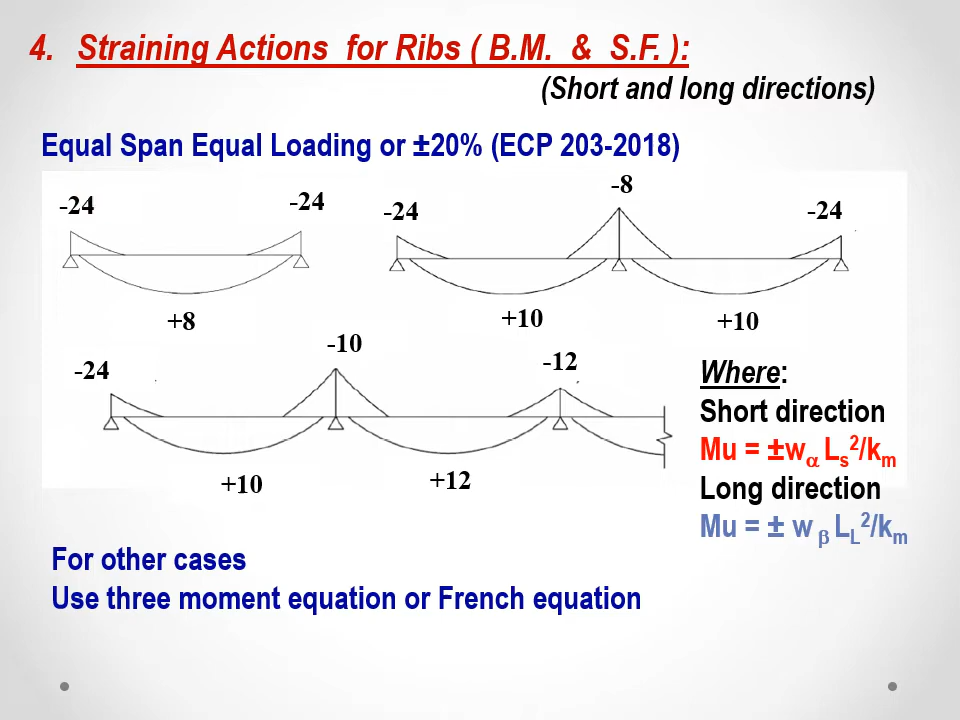 4. Straining Actions for Ribs ( B.M. & S.F. ):
(Short and long directions)
Equal Span Equal Loading or ±20% (ECP 203-2018)
-24 -24 -24 -8 -24
+8 +10 +10
-24 -10 -12
+10 +12
Where:
Short direction
Mu = ±wα Ls²/km
Long direction
Mu = ± w β LL²/km
For other cases
Use three moment equation or French equation